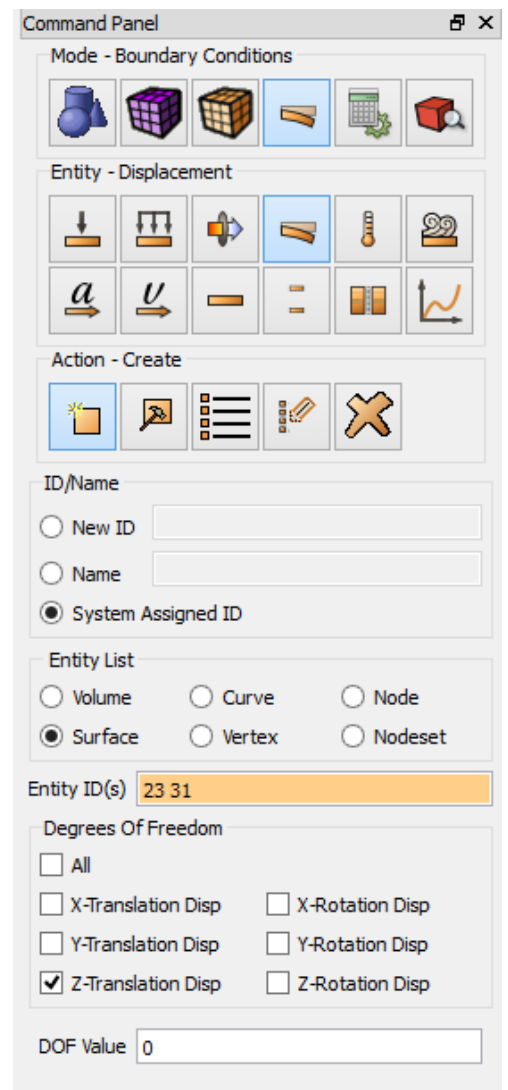 Command Panel
Mode - Boundary Conditions
Entity - Displacement
a
v
Action - Create
ID/Name
New ID
Name
System Assigned ID
Entity List
Volume Curve Node
Surface Vertex Nodeset
Entity ID(s) 23 31
Degrees Of Freedom
All
X-Translation Disp X-Rotation Disp
Y-Translation Disp Y-Rotation Disp
Z-Translation Disp Z-Rotation Disp
DOF Value 0